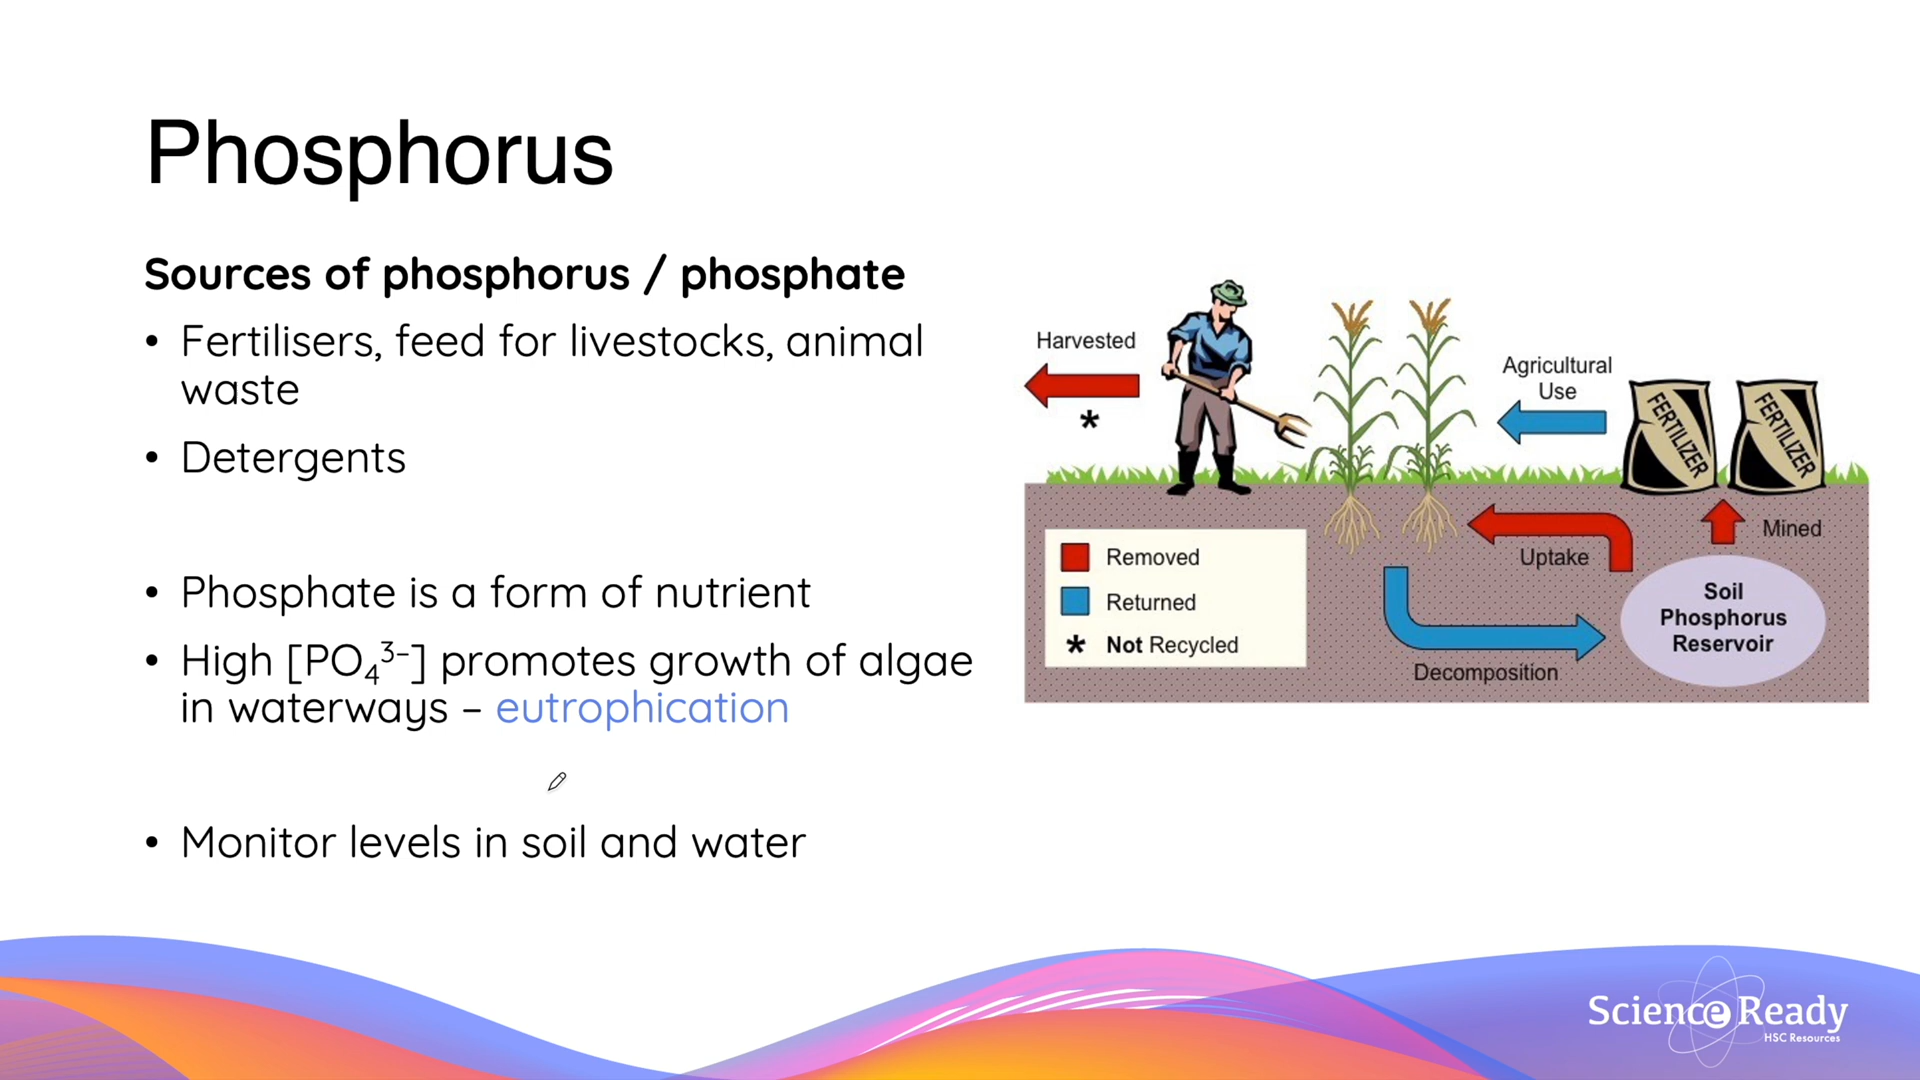 Phosphorus
Sources of phosphorus / phosphate
• Fertilisers, feed for livestocks, animal
waste
• Detergents
• Phosphate is a form of nutrient
• High [PO₄³⁻] promotes growth of algae
in waterways – eutrophication
• Monitor levels in soil and water
Harvested
*
Agricultural
Use
FERTILIZER
FERTILIZER
Mined
Uptake
Removed
Returned
* Not Recycled
Soil
Phosphorus
Reservoir
Decomposition
Science Ready
HSC Resources